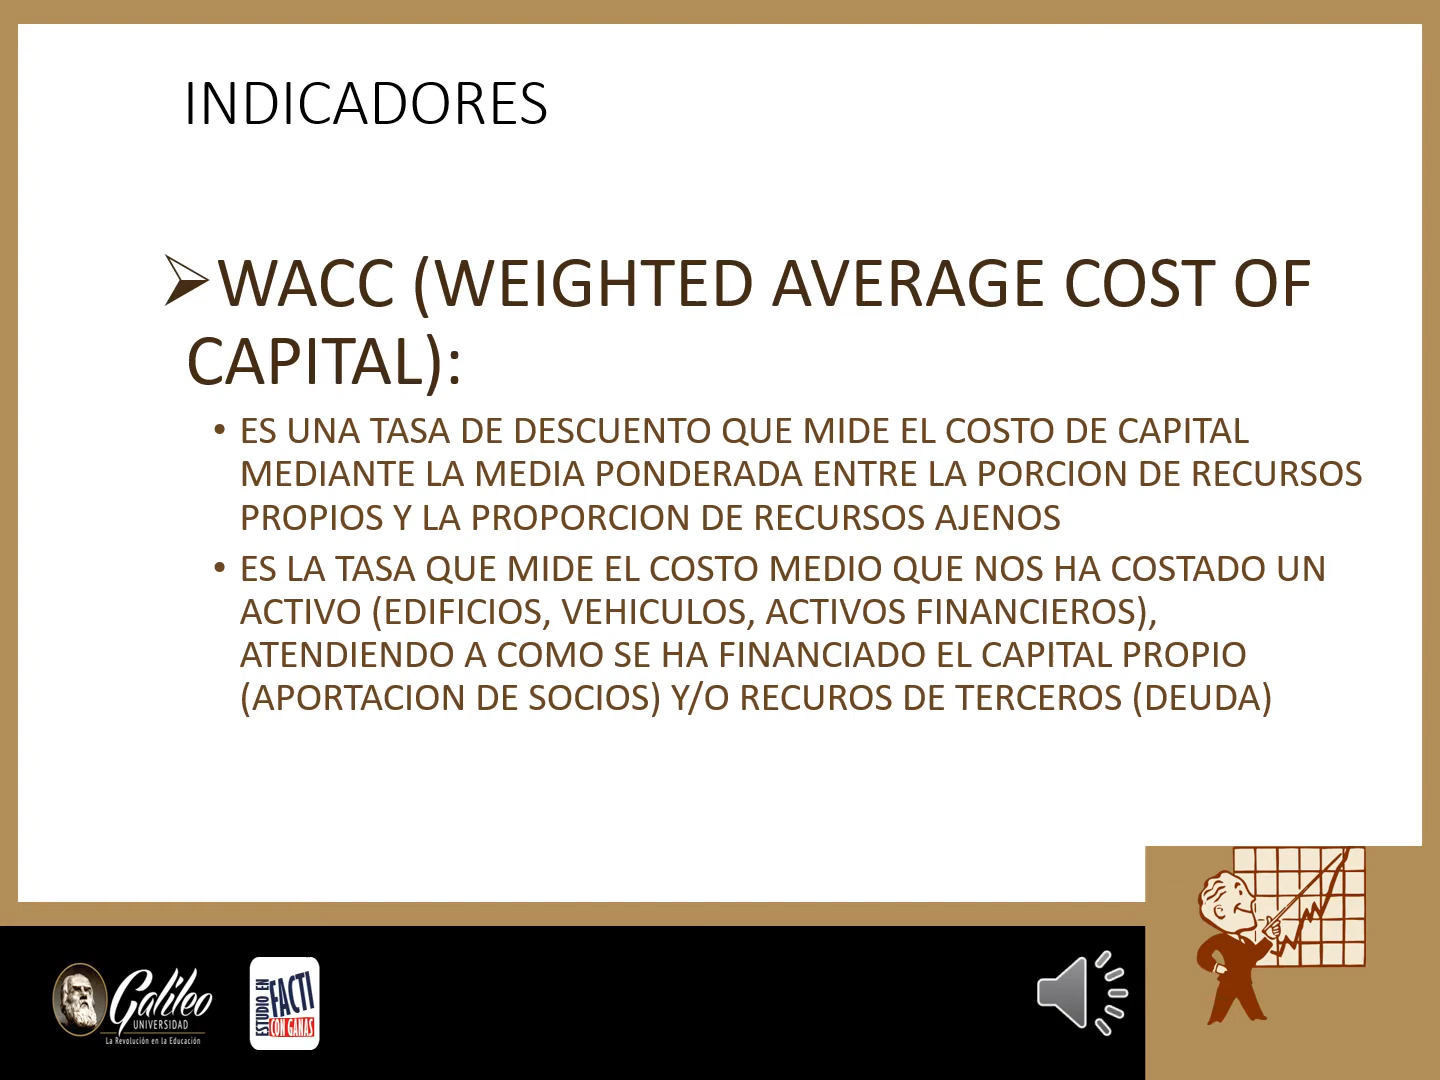 INDICADORES
WACC (WEIGHTED AVERAGE COST OF
CAPITAL):
• ES UNA TASA DE DESCUENTO QUE MIDE EL COSTO DE CAPITAL
MEDIANTE LA MEDIA PONDERADA ENTRE LA PORCION DE RECURSOS
PROPIOS Y LA PROPORCION DE RECURSOS AJENOS
• ES LA TASA QUE MIDE EL COSTO MEDIO QUE NOS HA COSTADO UN
ACTIVO (EDIFICIOS, VEHICULOS, ACTIVOS FINANCIEROS),
ATENDIENDO A COMO SE HA FINANCIADO EL CAPITAL PROPIO
(APORTACION DE SOCIOS) Y/O RECUROS DE TERCEROS (DEUDA)
Galileo
UNIVERSIDAD
La Revolución en la Educación
ESTUDIO EN
FACTI
CON GANAS